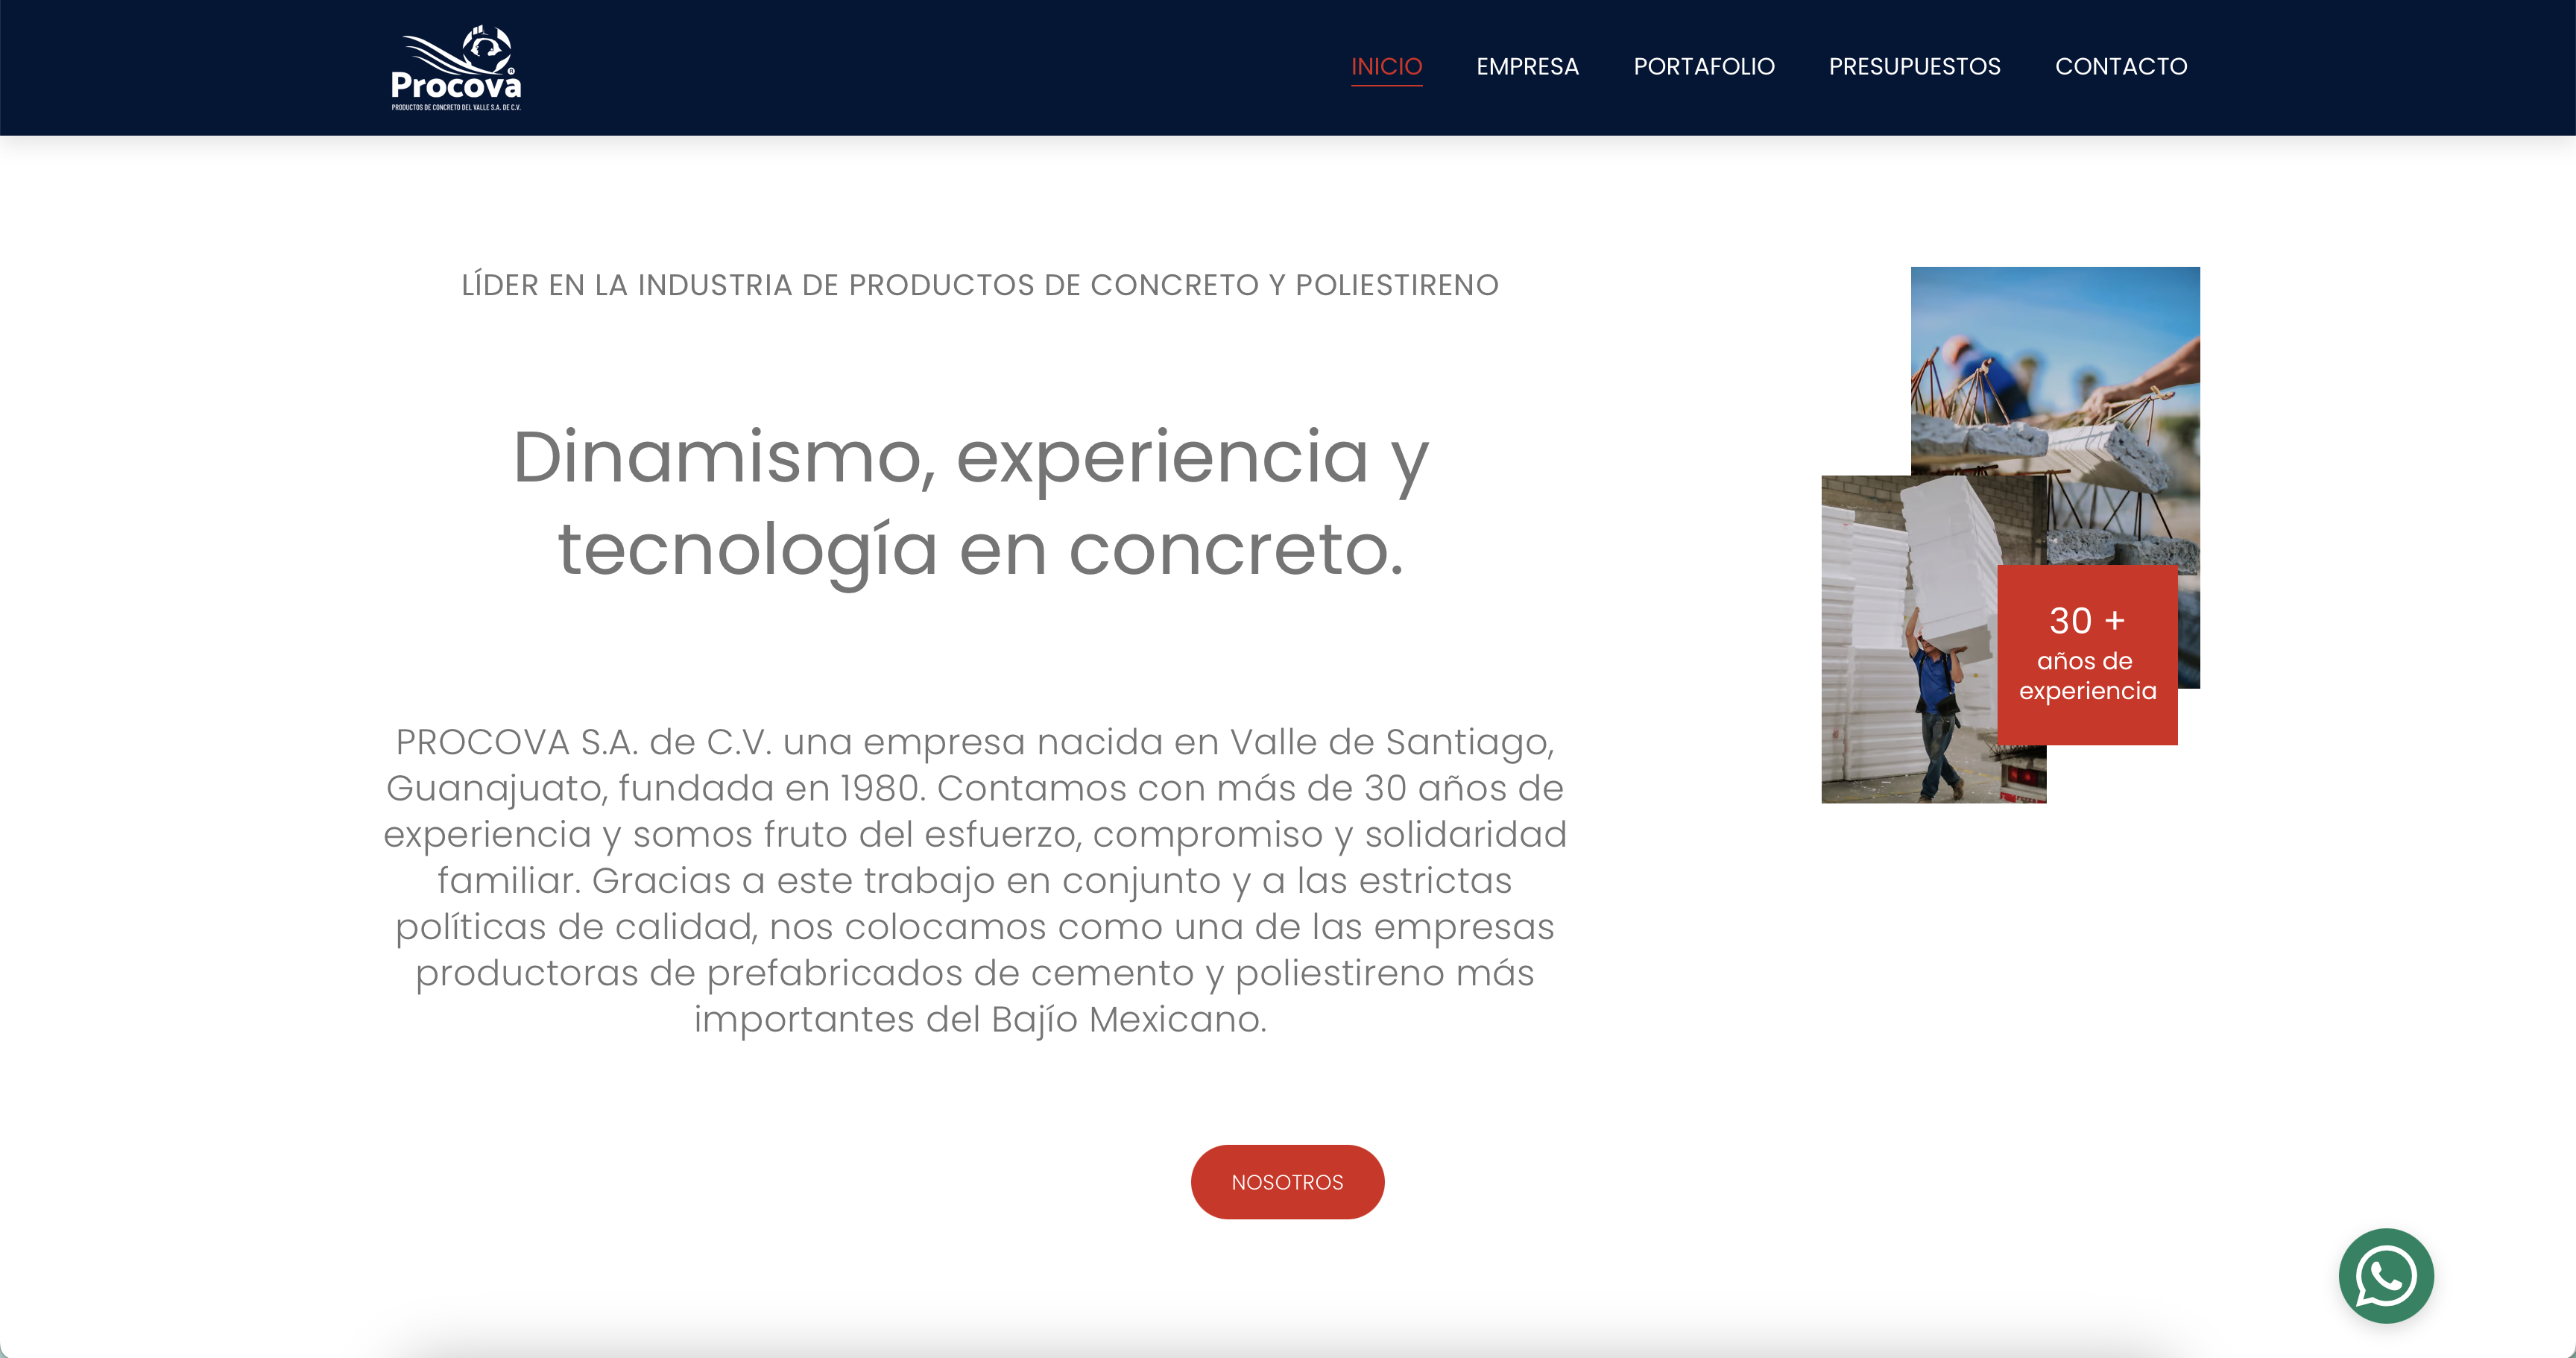 Procova
®
PRODUCTOS DE CONCRETO DEL VALLE S.A. DE C.V.
INICIO
EMPRESA
PORTAFOLIO
PRESUPUESTOS
CONTACTO
LÍDER EN LA INDUSTRIA DE PRODUCTOS DE CONCRETO Y POLIESTIRENO
Dinamismo, experiencia y
tecnología en concreto.
PROCOVA S.A. de C.V. una empresa nacida en Valle de Santiago,
Guanajuato, fundada en 1980. Contamos con más de 30 años de
experiencia y somos fruto del esfuerzo, compromiso y solidaridad
familiar. Gracias a este trabajo en conjunto y a las estrictas
políticas de calidad, nos colocamos como una de las empresas
productoras de prefabricados de cemento y poliestireno más
importantes del Bajío Mexicano.
30 +
años de
experiencia
NOSOTROS